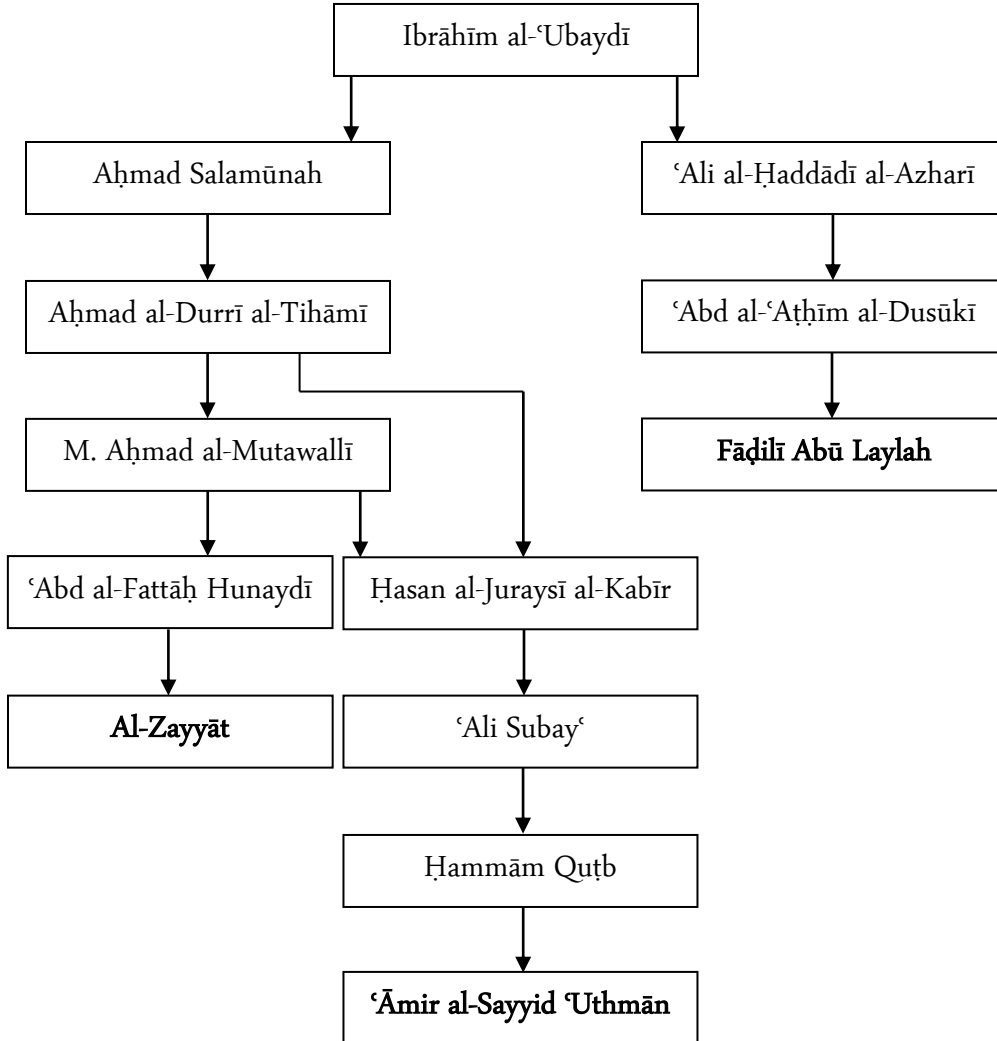 Ibrāhīm al-ʿUbaydī
Aḥmad Salamūnah
ʿAli al-Ḥaddādī al-Azharī
Aḥmad al-Durrī al-Tihāmī
ʿAbd al-ʿAṭḥīm al-Dusūkī
M. Aḥmad al-Mutawallī
Fāḍilī Abū Laylah
ʿAbd al-Fattāḥ Hunaydī
Ḥasan al-Juraysī al-Kabīr
Al-Zayyāt
ʿAli Subayʿ
Ḥammām Quṭb
ʿĀmir al-Sayyid ʿUthmān